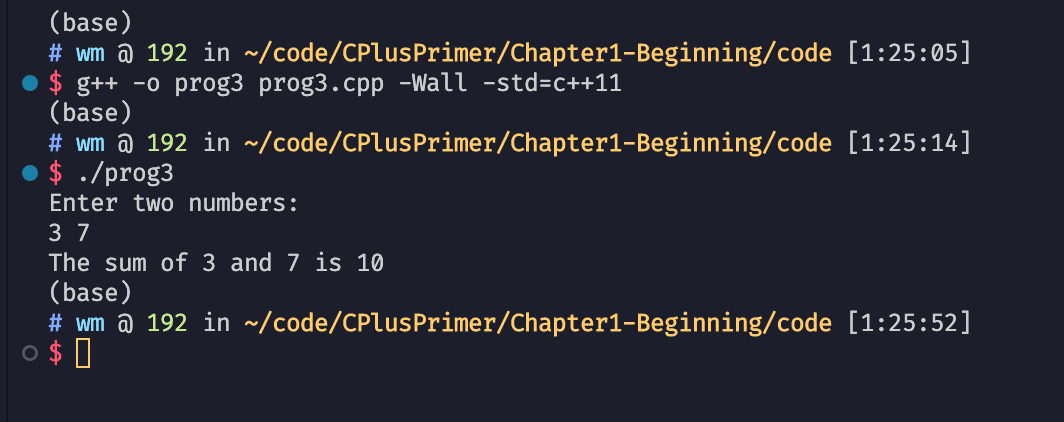 (base)
# wm @ 192 in ~/code/CPlusPrimer/Chapter1-Beginning/code [1:25:05]
$ g++ -o prog3 prog3.cpp -Wall -std=c++11
(base)
# wm @ 192 in ~/code/CPlusPrimer/Chapter1-Beginning/code [1:25:14]
$ ./prog3
Enter two numbers:
3 7
The sum of 3 and 7 is 10
(base)
# wm @ 192 in ~/code/CPlusPrimer/Chapter1-Beginning/code [1:25:52]
$